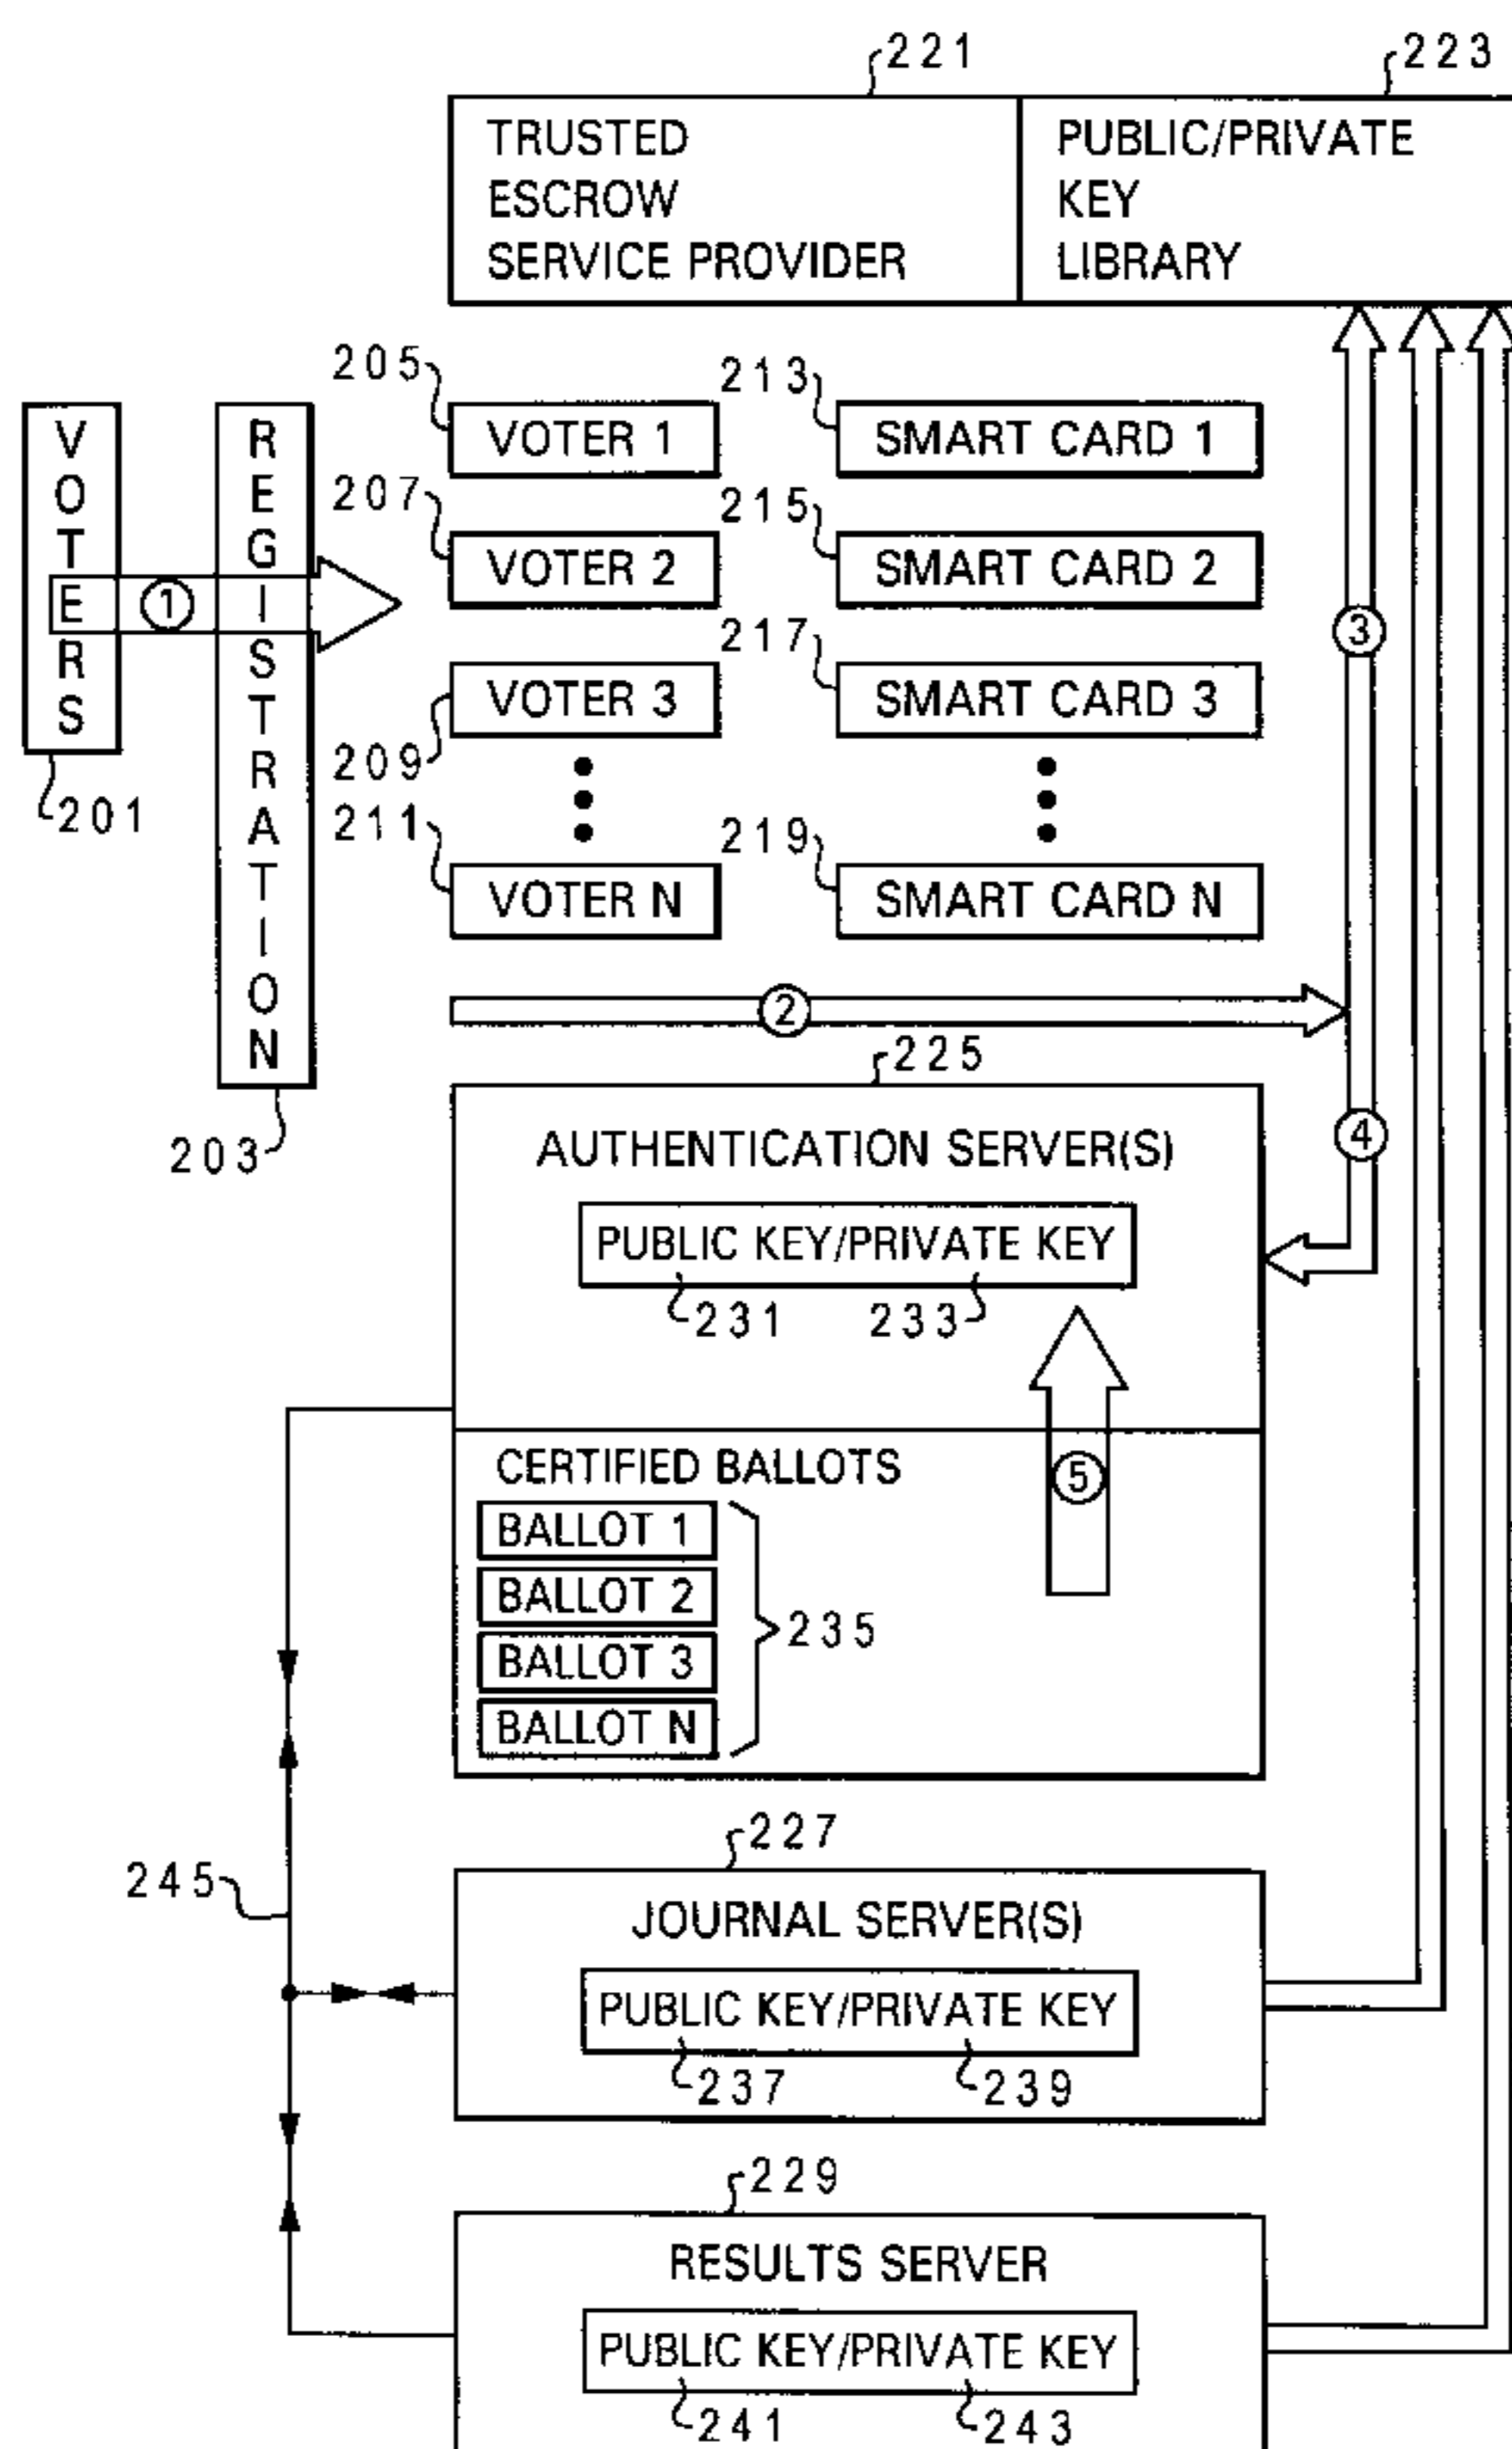 221
223
TRUSTED
ESCROW
SERVICE PROVIDER
PUBLIC/PRIVATE
KEY
LIBRARY
VOTERS
201
REGISTRATION
203
205
VOTER 1
213
SMART CARD 1
207
VOTER 2
215
SMART CARD 2
1
217
VOTER 3
SMART CARD 3
209
3
211
VOTER N
219
SMART CARD N
2
225
AUTHENTICATION SERVER(S)
4
PUBLIC KEY/PRIVATE KEY
231
233
CERTIFIED BALLOTS
5
BALLOT 1
BALLOT 2
BALLOT 3
BALLOT N
235
227
245
JOURNAL SERVER(S)
PUBLIC KEY/PRIVATE KEY
237
239
229
RESULTS SERVER
PUBLIC KEY/PRIVATE KEY
241
243